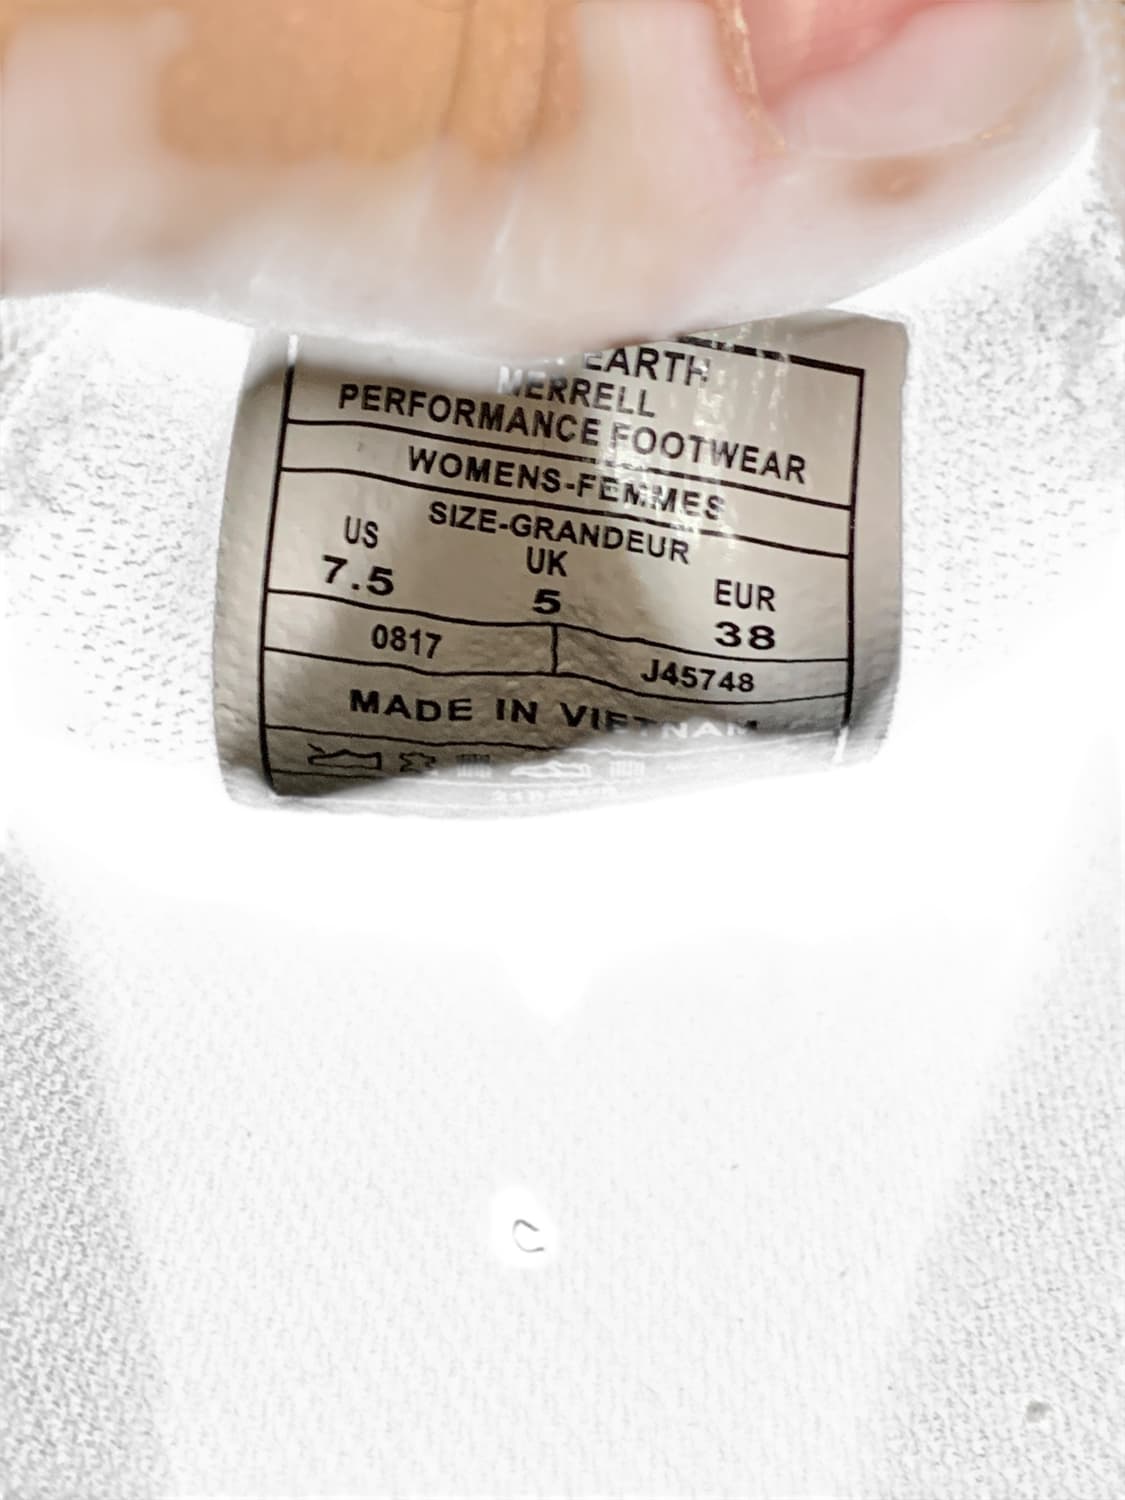 EARTH
MERRELL
PERFORMANCE FOOTWEAR
WOMENS-FEMMES
SIZE-GRANDEUR
US UK EUR
7.5 5 38
0817 J45748
MADE IN VIETNAM